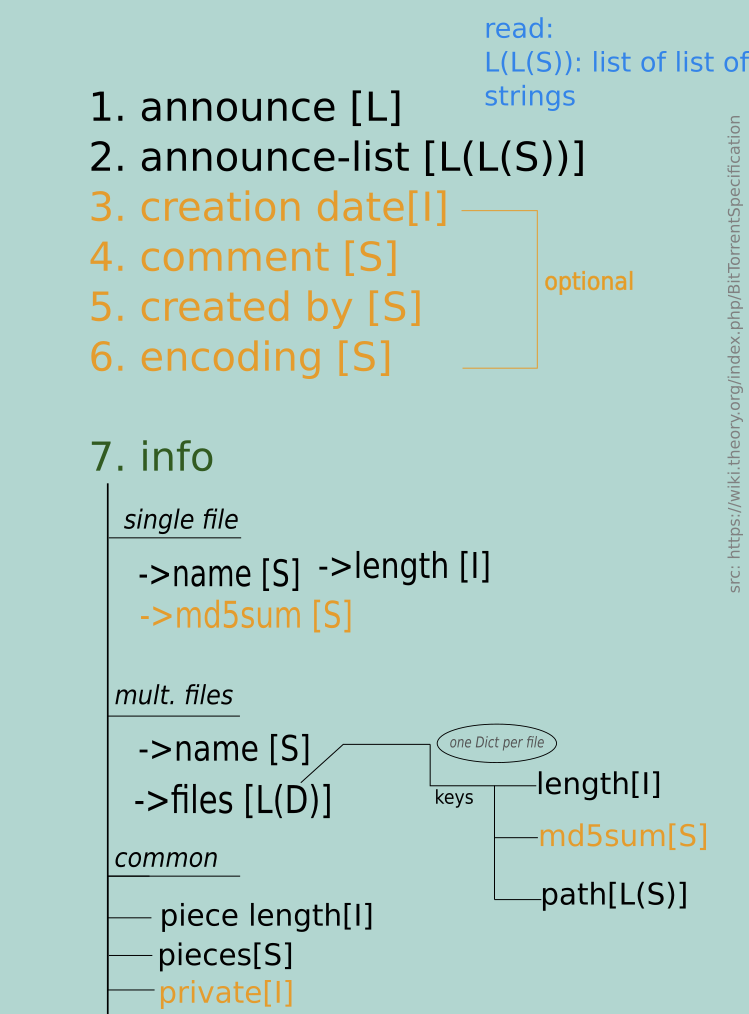 read:
L(L(S)): list of list of
strings
1. announce [L]
2. announce-list [L(L(S))]
3. creation date[I]
4. comment [S]
5. created by [S]
6. encoding [S]
optional
7. info
single file
->name [S] ->length [I]
->md5sum [S]
mult. files
->name [S]
->files [L(D)]
one Dict per file
keys
length[I]
md5sum[S]
path[L(S)]
common
piece length[I]
pieces[S]
private[I]
src: https://wiki.theory.org/index.php/BitTorrentSpecification